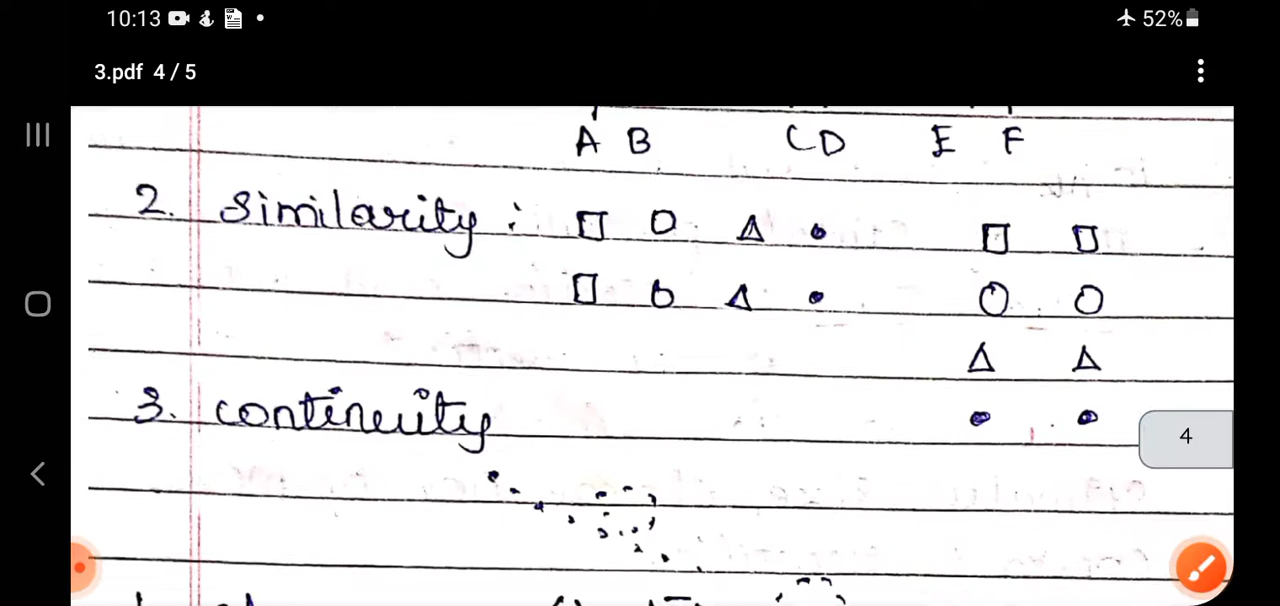 10:13 52%
3.pdf 4 / 5
A B C D E F
2. Similarity :
3. continuity
4